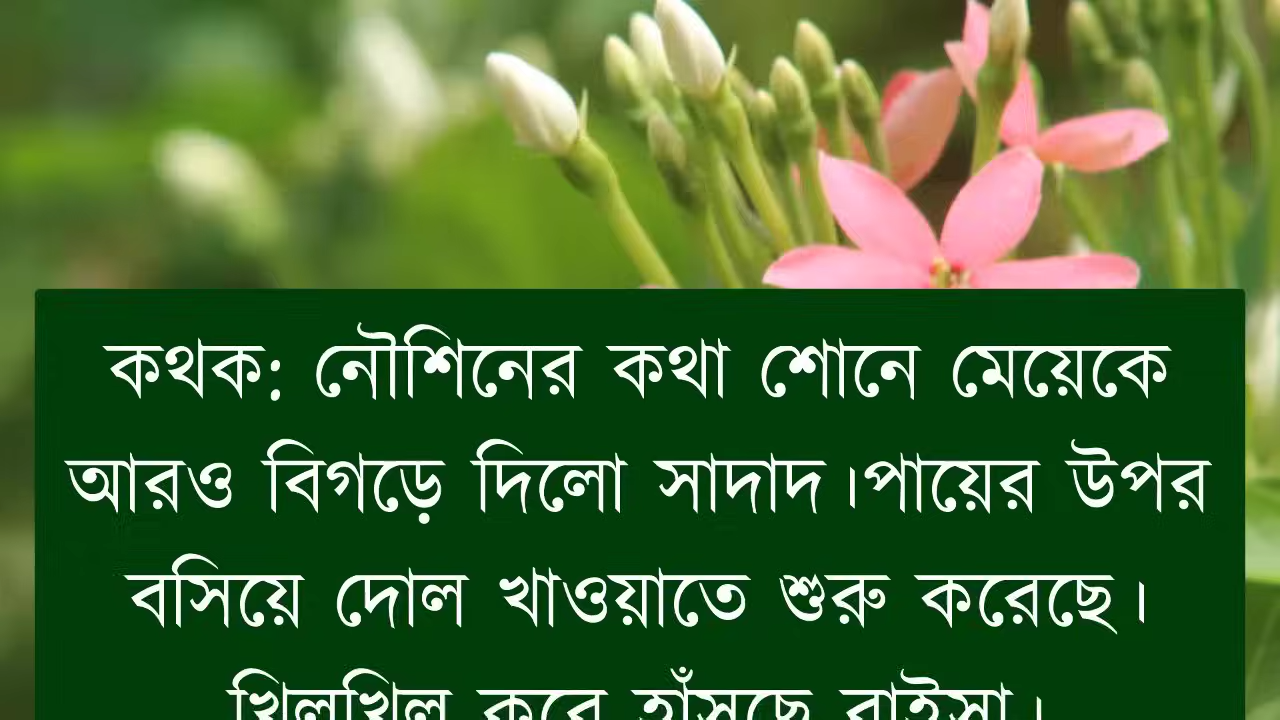 কথক: নৌশিনের কথা শোনে মেয়েকে
আরও বিগড়ে দিলো সাদাদ।পায়ের উপর
বসিয়ে দোল খাওয়াতে শুরু করেছে।
খিলখিল করে হাঁসছে রাইসা।